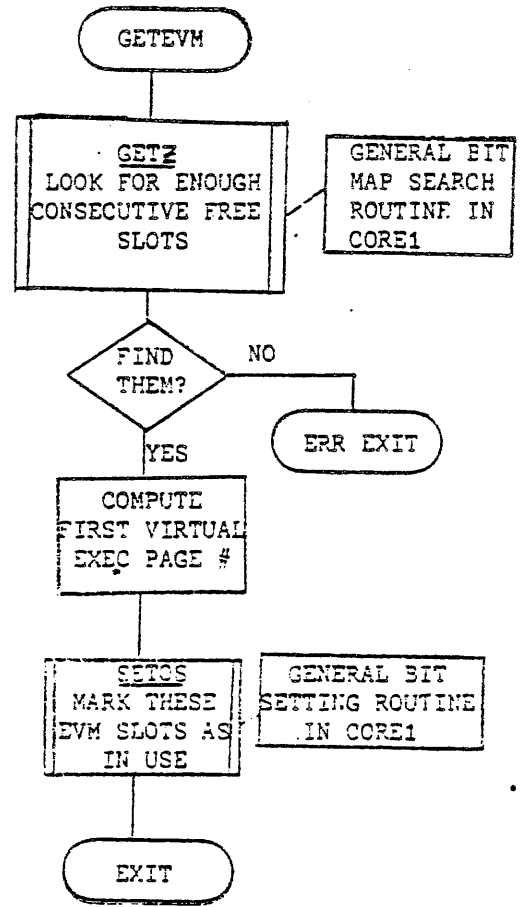 GETEVM
GETZ
LOOK FOR ENOUGH
CONSECUTIVE FREE
SLOTS
GENERAL BIT
MAP SEARCH
ROUTINE IN
CORE1
FIND
THEM?
NO
ERR EXIT
YES
COMPUTE
FIRST VIRTUAL
EXEC PAGE #
SETOS
MARK THESE
EVM SLOTS AS
IN USE
GENERAL BIT
SETTING ROUTINE
IN CORE1
EXIT